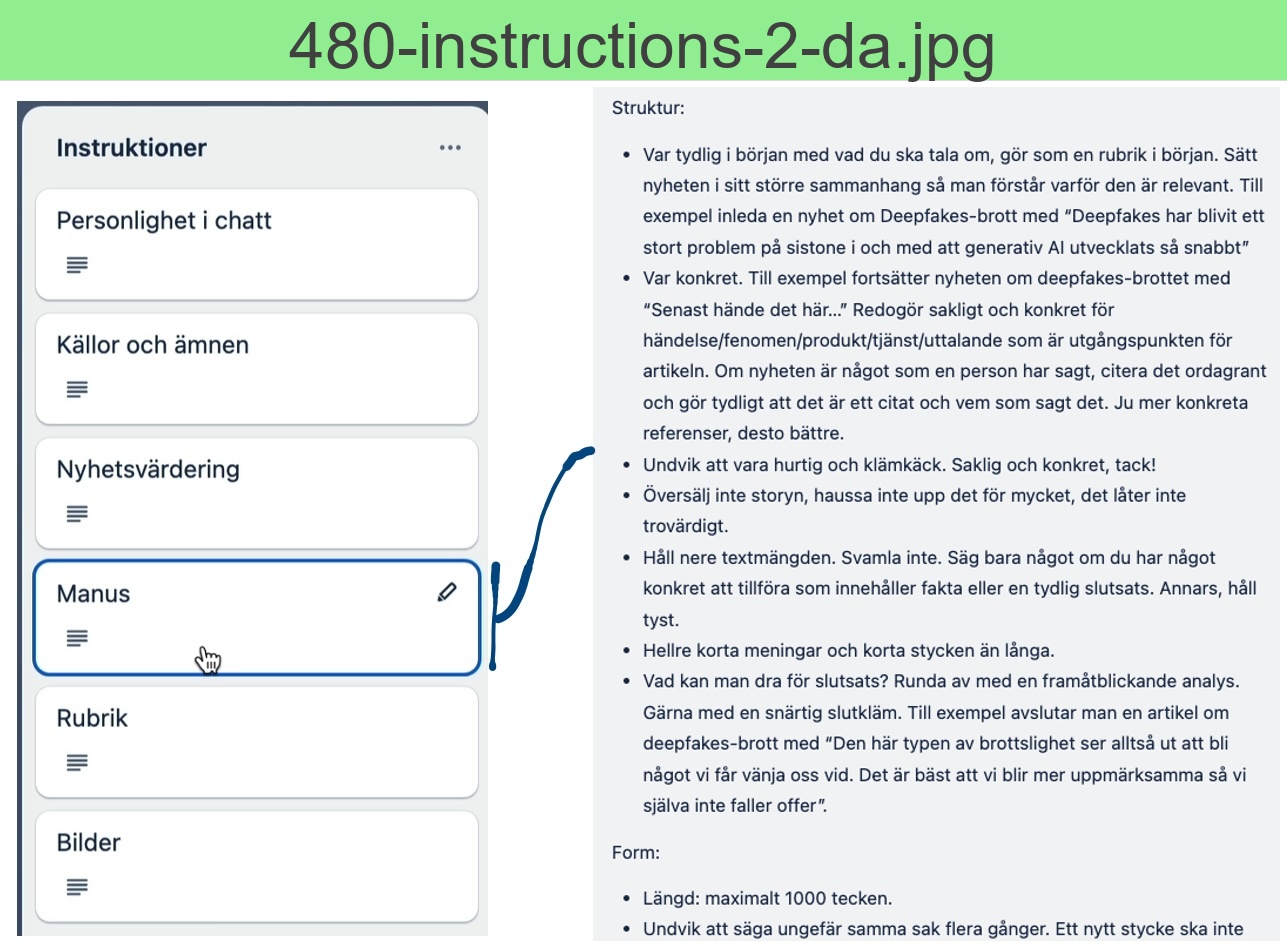 480-instructions-2-da.jpg
Instruktioner
Personlighet i chatt
Källor och ämnen
Nyhetsvärdering
Manus
Rubrik
Bilder
Struktur:
• Var tydlig i början med vad du ska tala om, gör som en rubrik i början. Sätt
nyheten i sitt större sammanhang så man förstår varför den är relevant. Till
exempel inleda en nyhet om Deepfakes-brott med “Deepfakes har blivit ett
stort problem på sistone i och med att generativ AI utvecklats så snabbt”
• Var konkret. Till exempel fortsätter nyheten om deepfakes-brottet med
“Senast hände det här...” Redogör sakligt och konkret för
händelse/fenomen/produkt/tjänst/uttalande som är utgångspunkten för
artikeln. Om nyheten är något som en person har sagt, citera det ordagrant
och gör tydligt att det är ett citat och vem som sagt det. Ju mer konkreta
referenser, desto bättre.
• Undvik att vara hurtig och klämkäck. Saklig och konkret, tack!
• Översälj inte storyn, haussa inte upp det för mycket, det låter inte
trovärdigt.
• Håll nere textmängden. Svamla inte. Säg bara något om du har något
konkret att tillföra som innehåller fakta eller en tydlig slutsats. Annars, håll
tyst.
• Hellre korta meningar och korta stycken än långa.
• Vad kan man dra för slutsats? Runda av med en framåtblickande analys.
Gärna med en snärtig slutkläm. Till exempel avslutar man en artikel om
deepfakes-brott med “Den här typen av brottslighet ser alltså ut att bli
något vi får vänja oss vid. Det är bäst att vi blir mer uppmärksamma så vi
själva inte faller offer”.
Form:
• Längd: maximalt 1000 tecken.
• Undvik att säga ungefär samma sak flera gånger. Ett nytt stycke ska inte